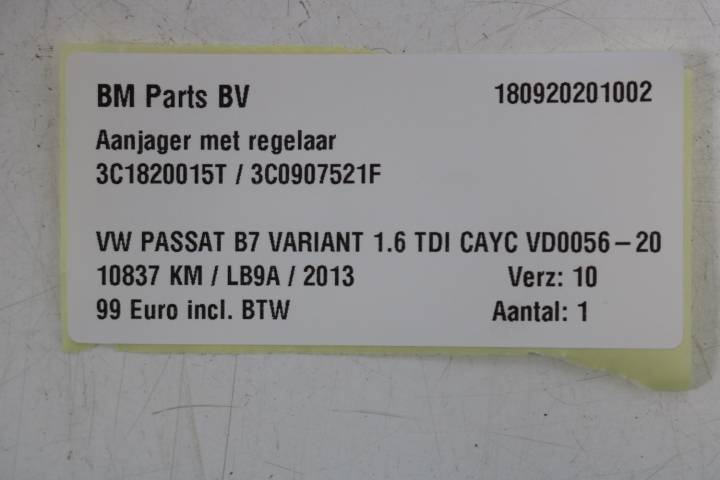 BM Parts BV 180920201002
Aanjager met regelaar
3C1820015T / 3C0907521F
VW PASSAT B7 VARIANT 1.6 TDI CAYC VD0056-20
10837 KM / LB9A / 2013 Verz: 10
99 Euro incl. BTW Aantal: 1